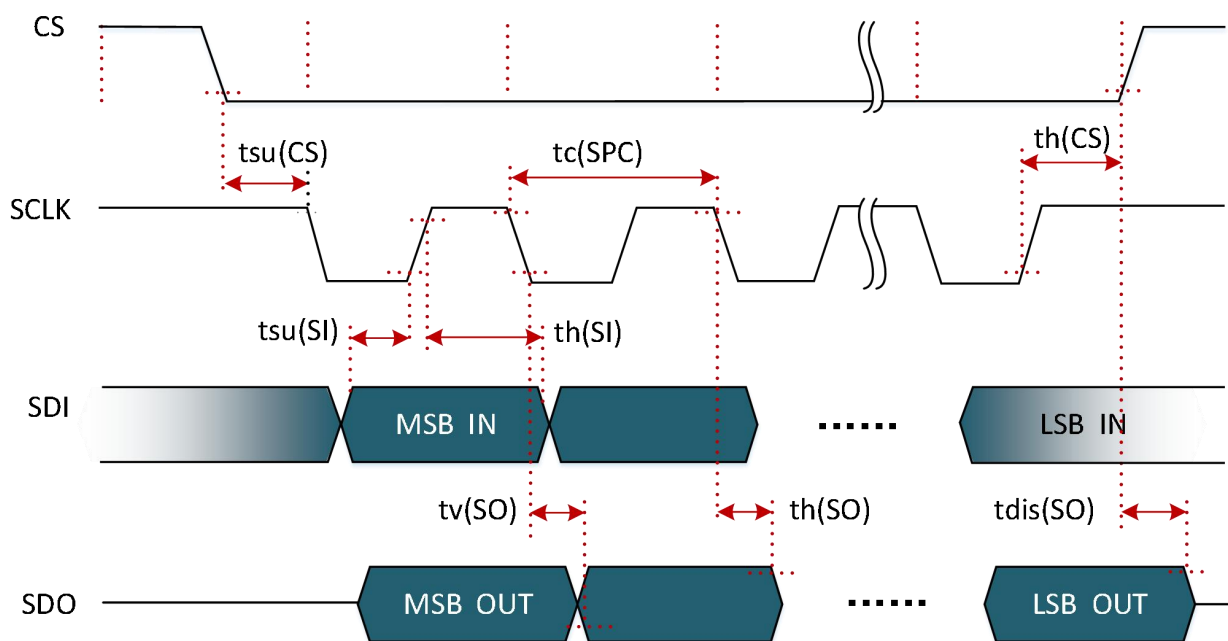 CS
tsu(CS)
tc(SPC)
th(CS)
SCLK
tsu(SI)
th(SI)
SDI
MSB IN
LSB IN
tv(SO)
th(SO)
tdis(SO)
SDO
MSB OUT
LSB OUT